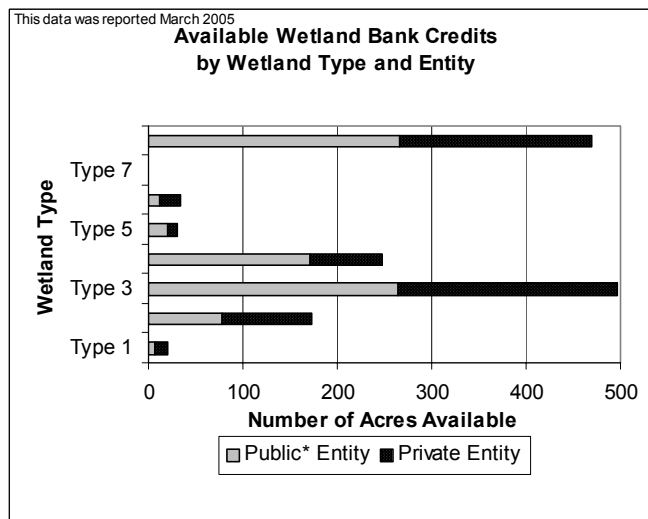 This data was reported March 2005
Available Wetland Bank Credits
by Wetland Type and Entity
Wetland Type
Type 7
Type 5
Type 3
Type 1
0 100 200 300 400 500
Number of Acres Available
Public* Entity Private Entity